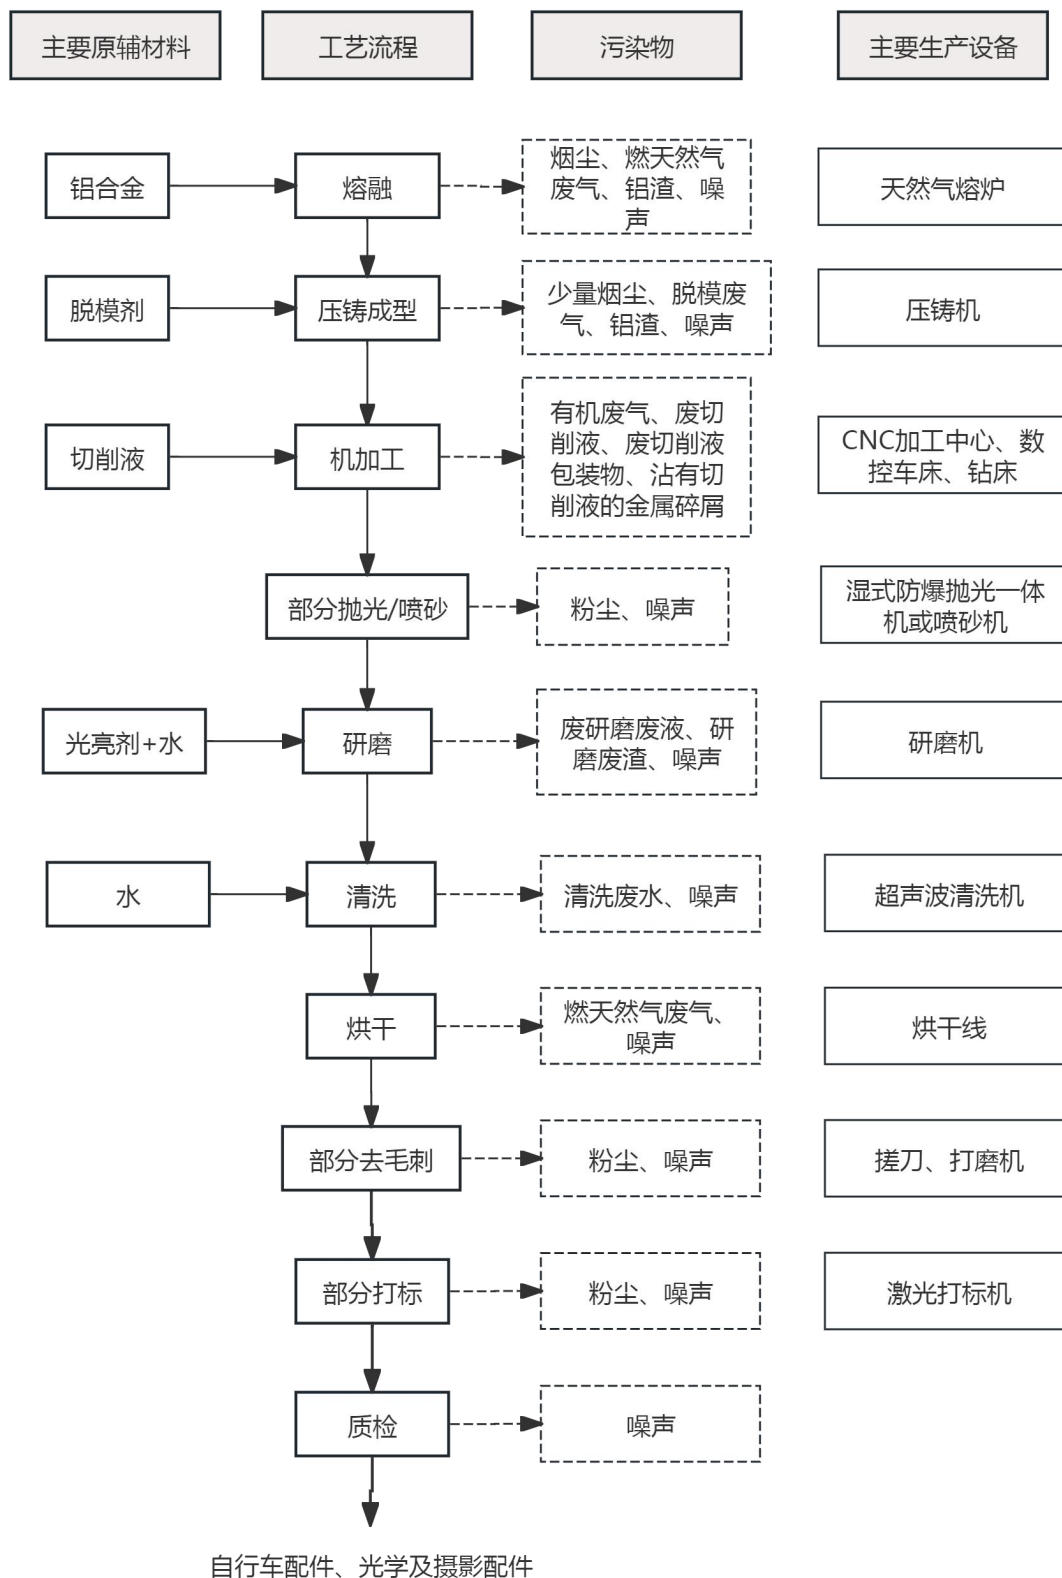 主要原辅材料
工艺流程
污染物
主要生产设备
铝合金
熔融
烟尘、燃天然气
废气、铝渣、噪
声
天然气熔炉
脱模剂
压铸成型
少量烟尘、脱模废
气、铝渣、噪声
压铸机
切削液
机加工
有机废气、废切
削液、废切削液
包装物、沾有切
削液的金属碎屑
CNC加工中心、数
控车床、钻床
部分抛光/喷砂
粉尘、噪声
湿式防爆抛光一体
机或喷砂机
光亮剂+水
研磨
废研磨废液、研
磨废渣、噪声
研磨机
水
清洗
清洗废水、噪声
超声波清洗机
烘干
燃天然气废气、
噪声
烘干线
部分去毛刺
粉尘、噪声
搓刀、打磨机
部分打标
粉尘、噪声
激光打标机
质检
噪声
自行车配件、光学及摄影配件